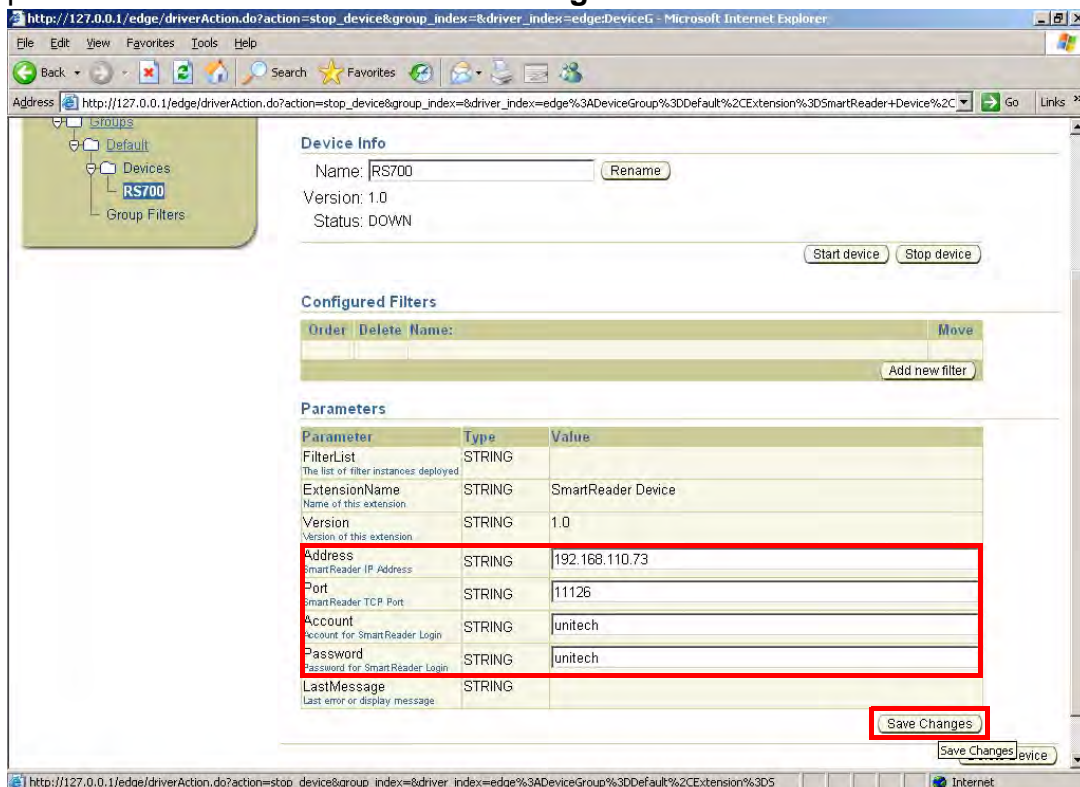 http://127.0.0.1/edge/driverAction.do?action=stop_device&group_index=&driver_index=edge:DeviceG - Microsoft Internet Explorer
File Edit View Favorites Tools Help
Back Search Favorites
Address http://127.0.0.1/edge/driverAction.do?action=stop_device&group_index=&driver_index=edge%3ADeviceGroup%3DDefault%2CExtension%3DSmartReader+Device%2C Go Links »
Groups
Default
Devices
RS700
Group Filters
Device Info
Name: RS700 Rename
Version: 1.0
Status: DOWN
Start device Stop device
Configured Filters
Order Delete Name: Move
Add new filter
Parameters
Parameter Type Value
FilterList STRING
The list of filter instances deployed
ExtensionName STRING SmartReader Device
Name of this extension
Version STRING 1.0
Version of this extension
Address STRING 192.168.110.73
SmartReader IP Address
Port STRING 11126
SmartReader TCP Port
Account STRING unitech
Account for SmartReader Login
Password STRING unitech
Password for SmartReader Login
LastMessage STRING
Last error or display message
Save Changes
Save Changes evice
http://127.0.0.1/edge/driverAction.do?action=stop_device&group_index=&driver_index=edge%3ADeviceGroup%3DDefault%2CExtension%3DS Internet